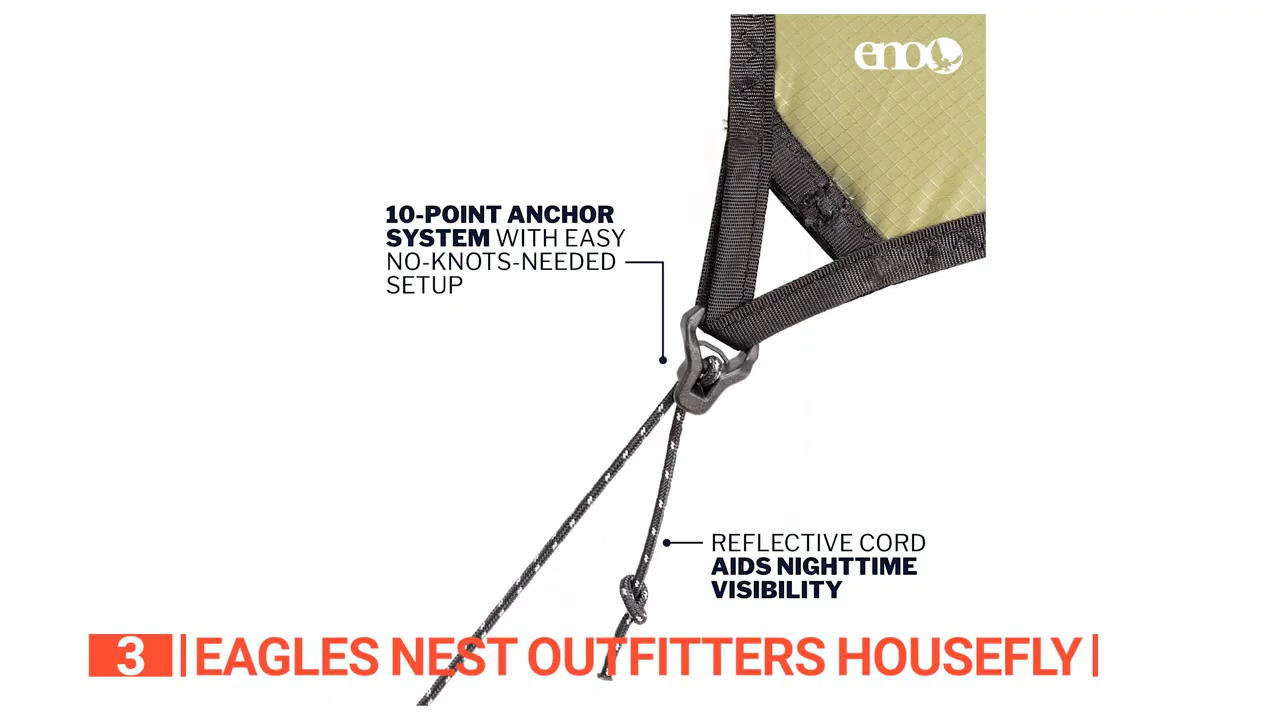 eno
10-POINT ANCHOR
SYSTEM WITH EASY
NO-KNOTS-NEEDED
SETUP
REFLECTIVE CORD
AIDS NIGHTTIME
VISIBILITY
3 EAGLES NEST OUTFITTERS HOUSEFLY